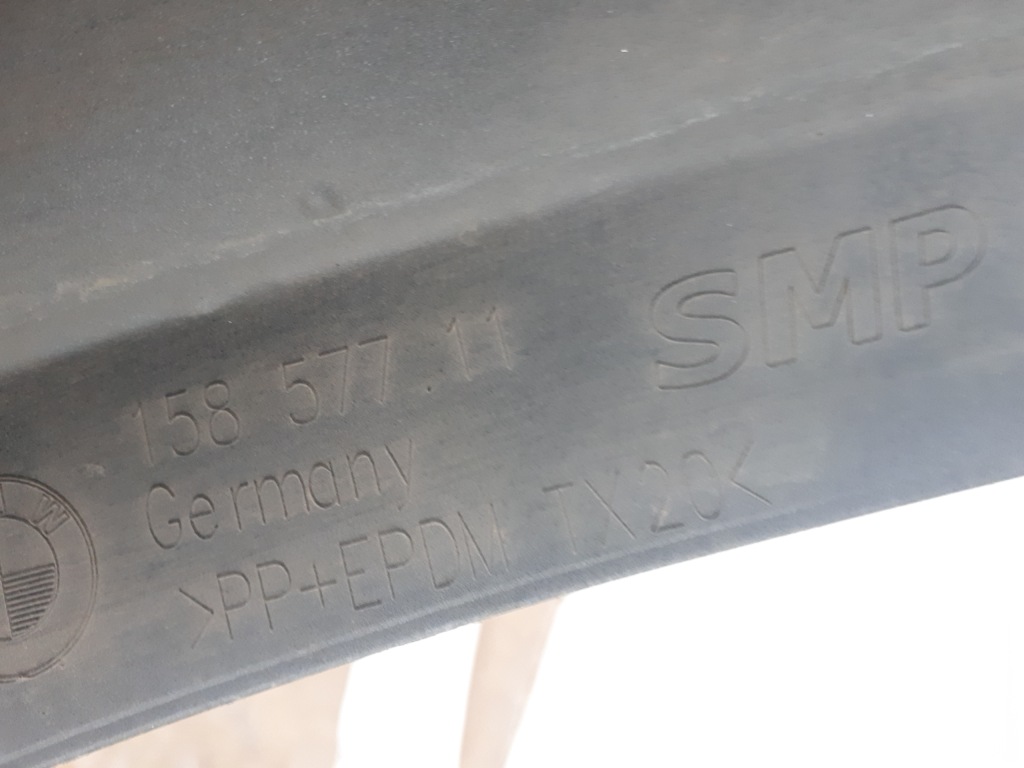 158 577.11
SMP
Germany
>PP+EPDM TX20<
W